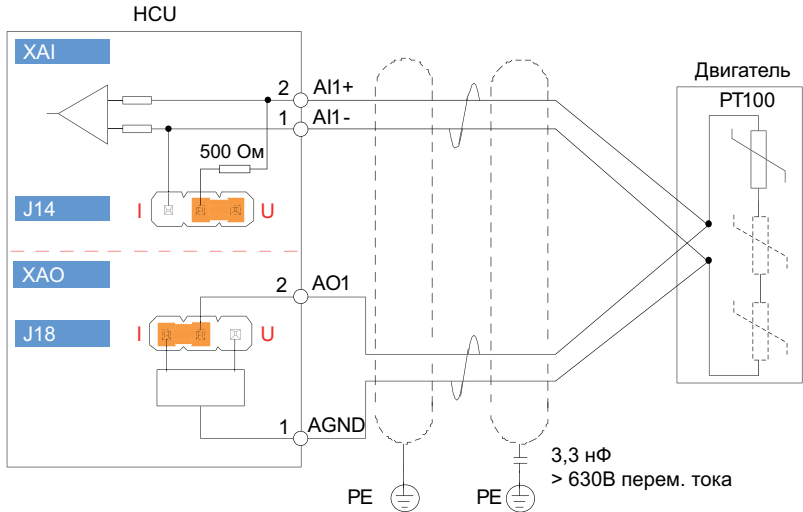 HCU
XAI
2 AI1+
1 AI1-
500 Ом
J14 I U
XAO
2 AO1
J18 I U
1 AGND
Двигатель
PT100
3,3 нФ
> 630В перем. тока
PE PE